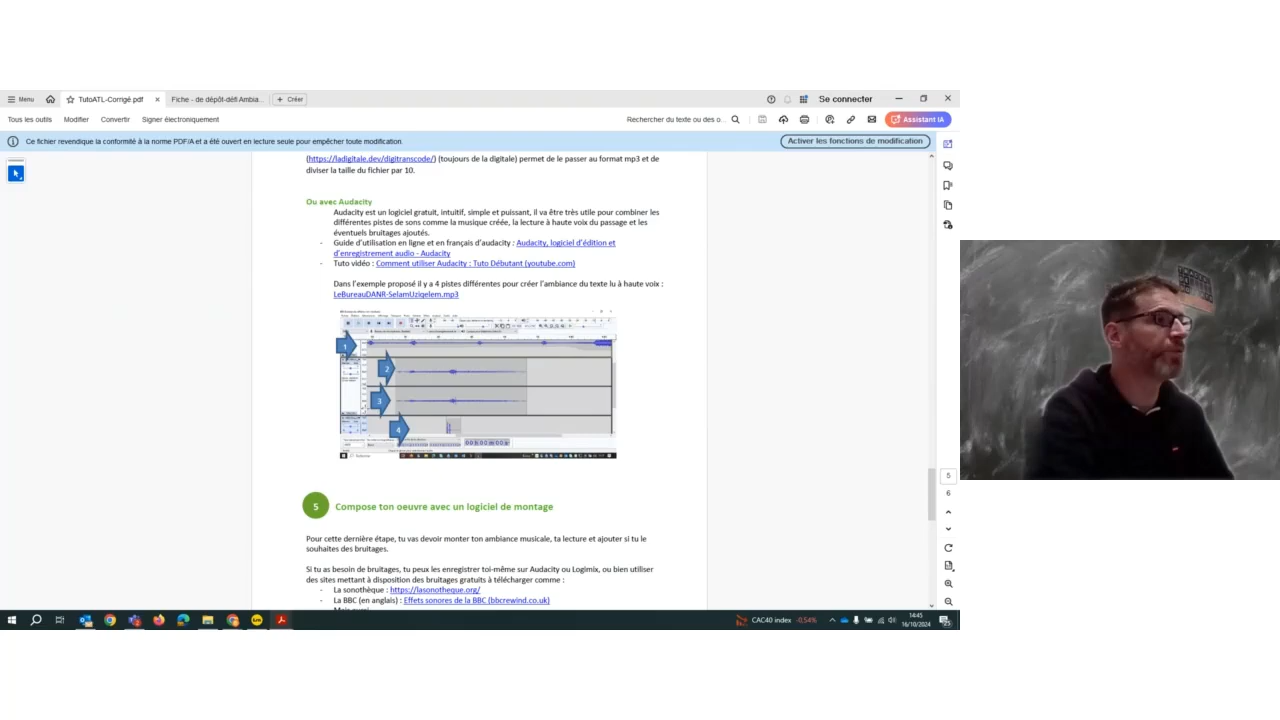 Menu
TutoATL-Corrigé.pdf
Fiche - de dépôt-défi Ambia...
Créer
Se connecter
Tous les outils
Modifier
Convertir
Signer électroniquement
Rechercher du texte ou des o...
Assistant IA
Ce fichier revendique la conformité à la norme PDF/A et a été ouvert en lecture seule pour empêcher toute modification.
Activer les fonctions de modification
(https://ladigitale.dev/digitranscode/) (toujours de la digitale) permet de le passer au format mp3 et de
diviser la taille du fichier par 10.
Ou avec Audacity
Audacity est un logiciel gratuit, intuitif, simple et puissant, il va être très utile pour combiner les
différentes pistes de sons comme la musique créée, la lecture à haute voix du passage et les
éventuels bruitages ajoutés.
- Guide d'utilisation en ligne et en français d'audacity : Audacity, logiciel d'édition et
d'enregistrement audio - Audacity
- Tuto vidéo : Comment utiliser Audacity : Tuto Débutant (youtube.com)
Dans l'exemple proposé il y a 4 pistes différentes pour créer l'ambiance du texte lu à haute voix :
LeBureauDANR-SelamUzigelem.mp3
1
2
3
4
5 Compose ton oeuvre avec un logiciel de montage
Pour cette dernière étape, tu vas devoir monter ton ambiance musicale, ta lecture et ajouter si tu le
souhaites des bruitages.
Si tu as besoin de bruitages, tu peux les enregistrer toi-même sur Audacity ou Logimix, ou bien utiliser
des sites mettant à disposition des bruitages gratuits à télécharger comme :
- La sonothèque : https://lasonotheque.org/
- La BBC (en anglais) : Effets sonores de la BBC (bbcrewind.co.uk)
5
6
CAC40 index -0,54%
14:45
16/10/2024